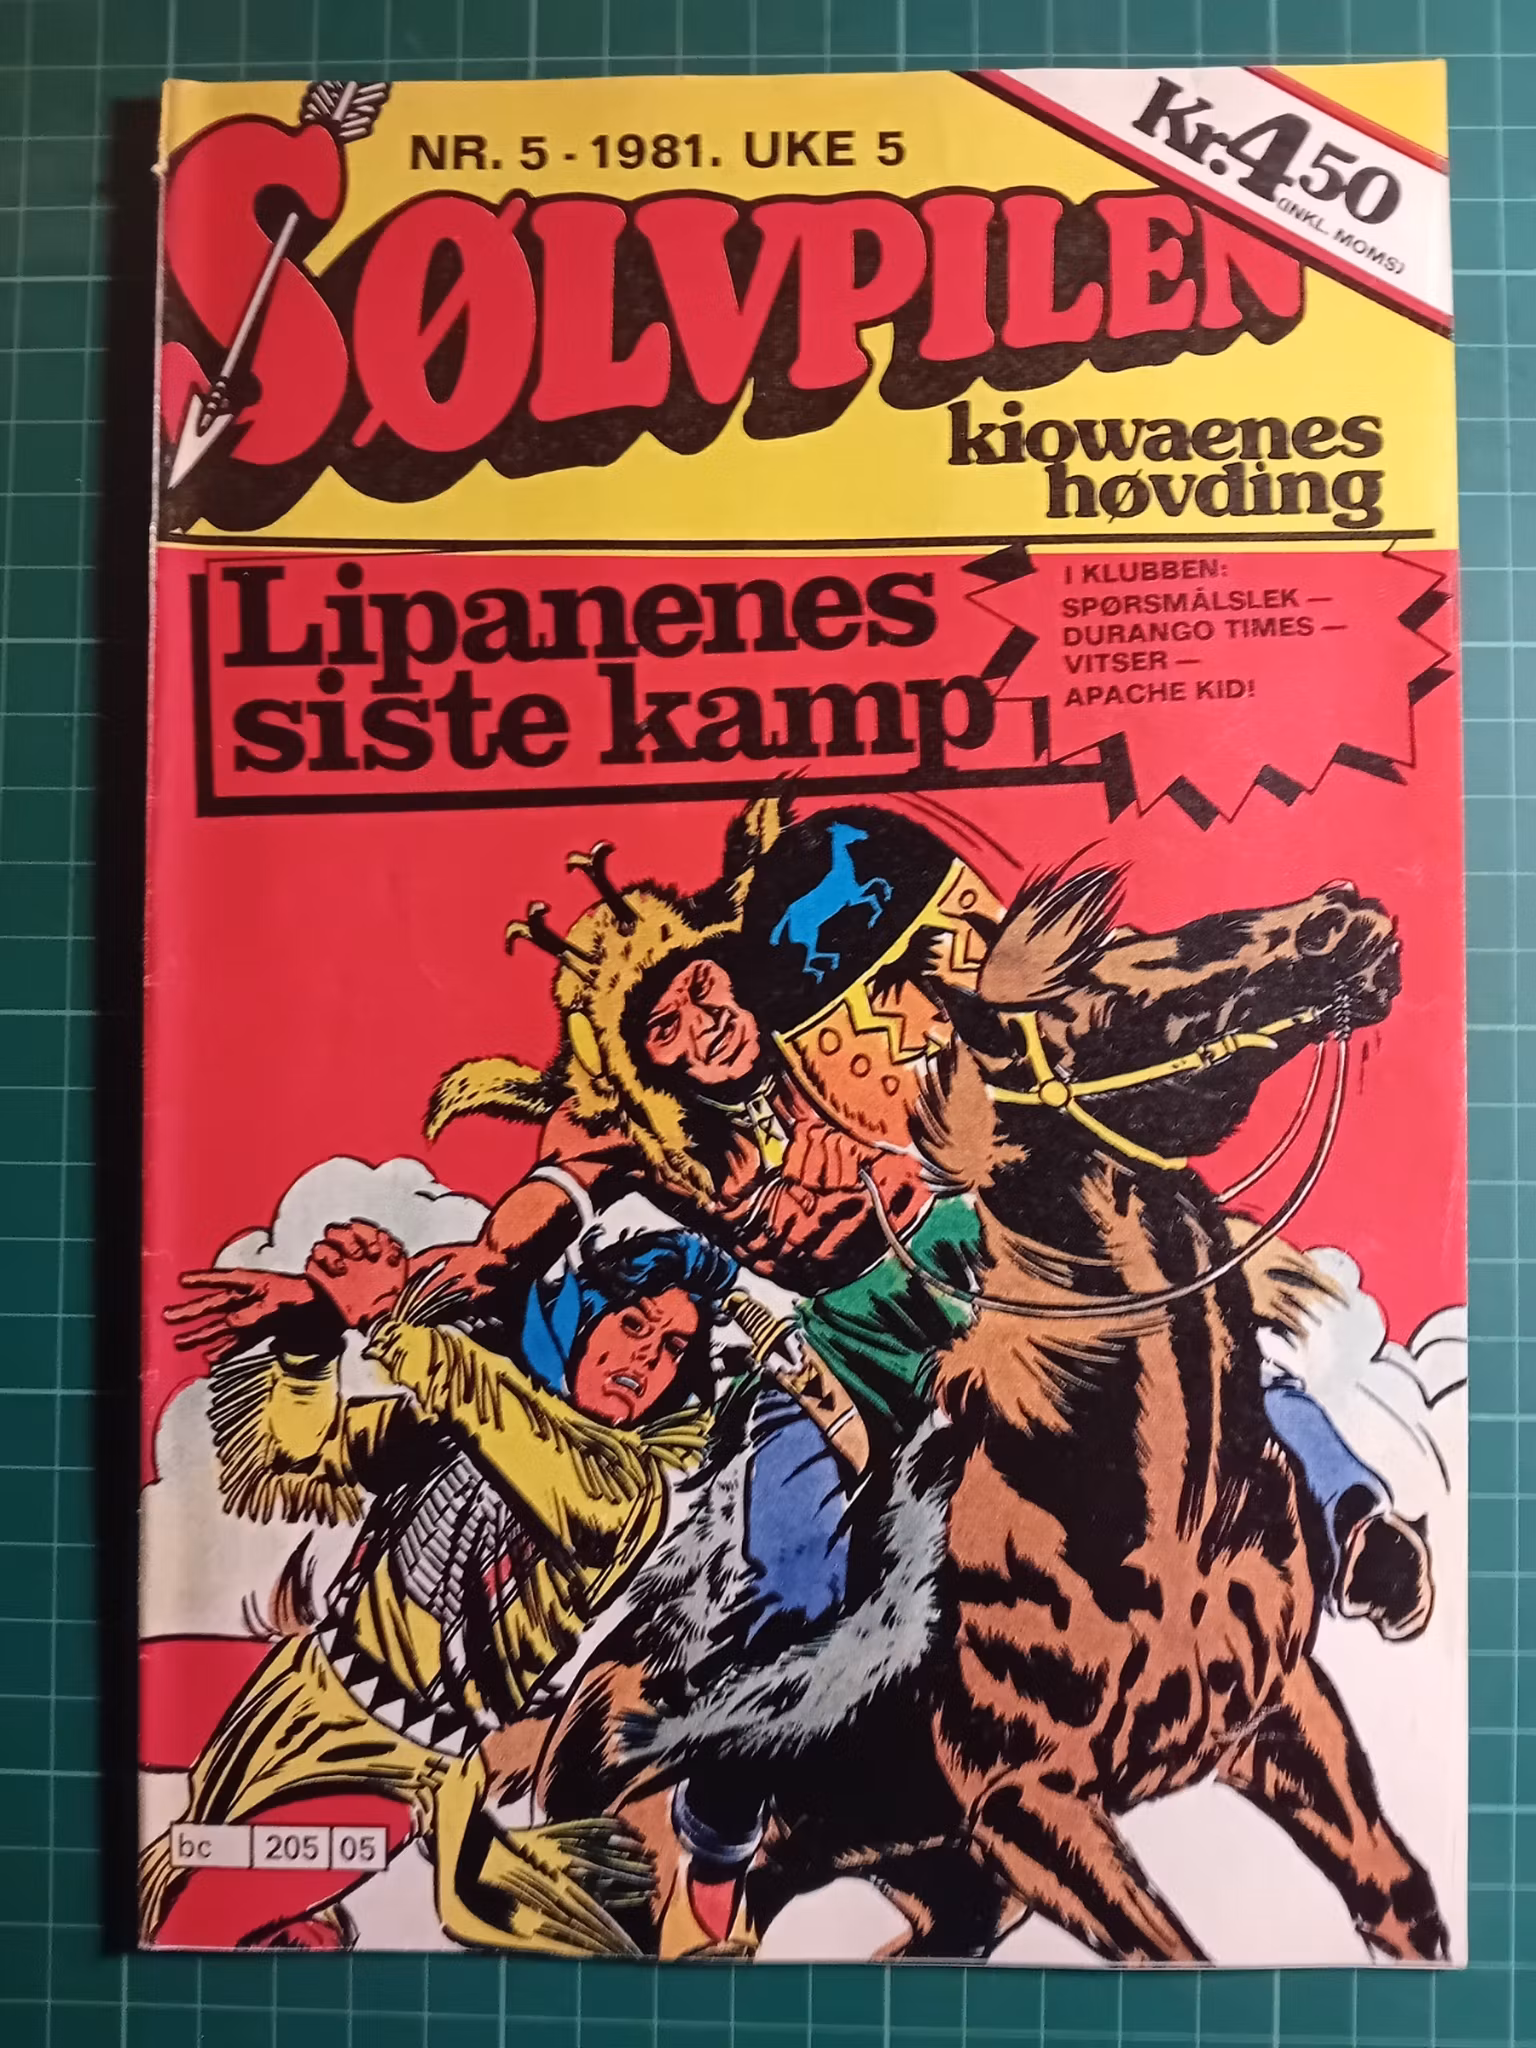 NR. 5 - 1981. UKE 5
Kr. 4 50
(INKL. MOMS)
SØLVPILEN
kiowaenes
høvding
Lipanenes
siste kamp
I KLUBBEN:
SPØRSMÅLSLEK —
DURANGO TIMES —
VITSER —
APACHE KID!
bc 205 05